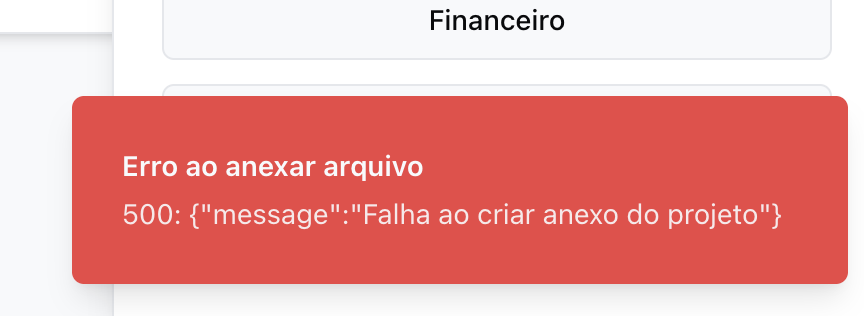 Financeiro
Erro ao anexar arquivo
500: {"message":"Falha ao criar anexo do projeto"}